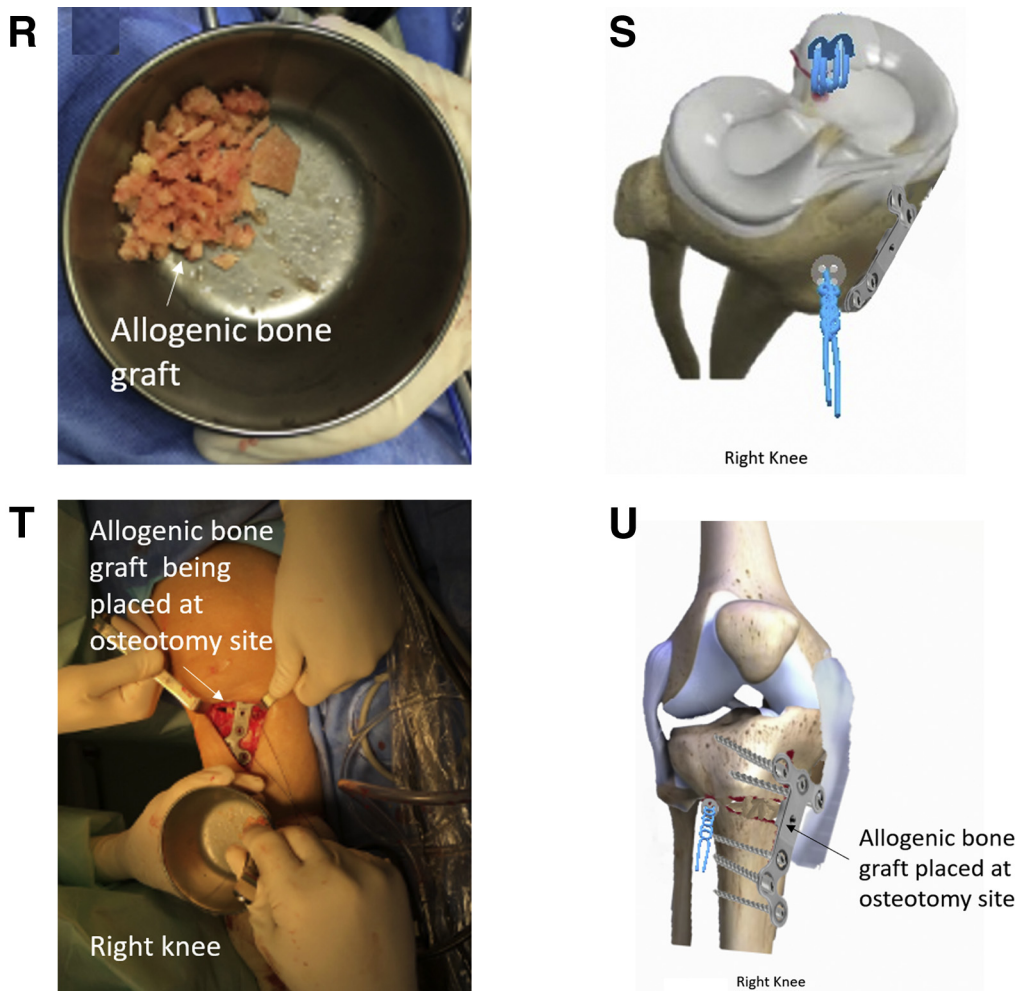 R
Allogenic bone
graft
S
Right Knee
T
Allogenic bone
graft being
placed at
osteotomy site
Right knee
U
Allogenic bone
graft placed at
osteotomy site
Right Knee